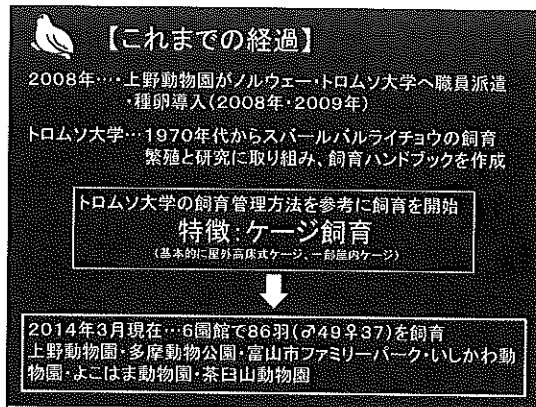 【これまでの経過】
2008年…・上野動物園がノルウェー・トロムソ大学へ職員派遣
・種卵導入(2008年・2009年)
トロムソ大学…1970年代からスバールバルライチョウの飼育
繁殖と研究に取り組み、飼育ハンドブックを作成
トロムソ大学の飼育管理方法を参考に飼育を開始
特徴:ケージ飼育
(基本的に屋外高床式ケージ、一部屋内ケージ)
2014年3月現在…6園館で86羽(♂49♀37)を飼育
上野動物園・多摩動物公園・富山市ファミリーパーク・いしかわ動
物園・よこはま動物園・茶臼山動物園